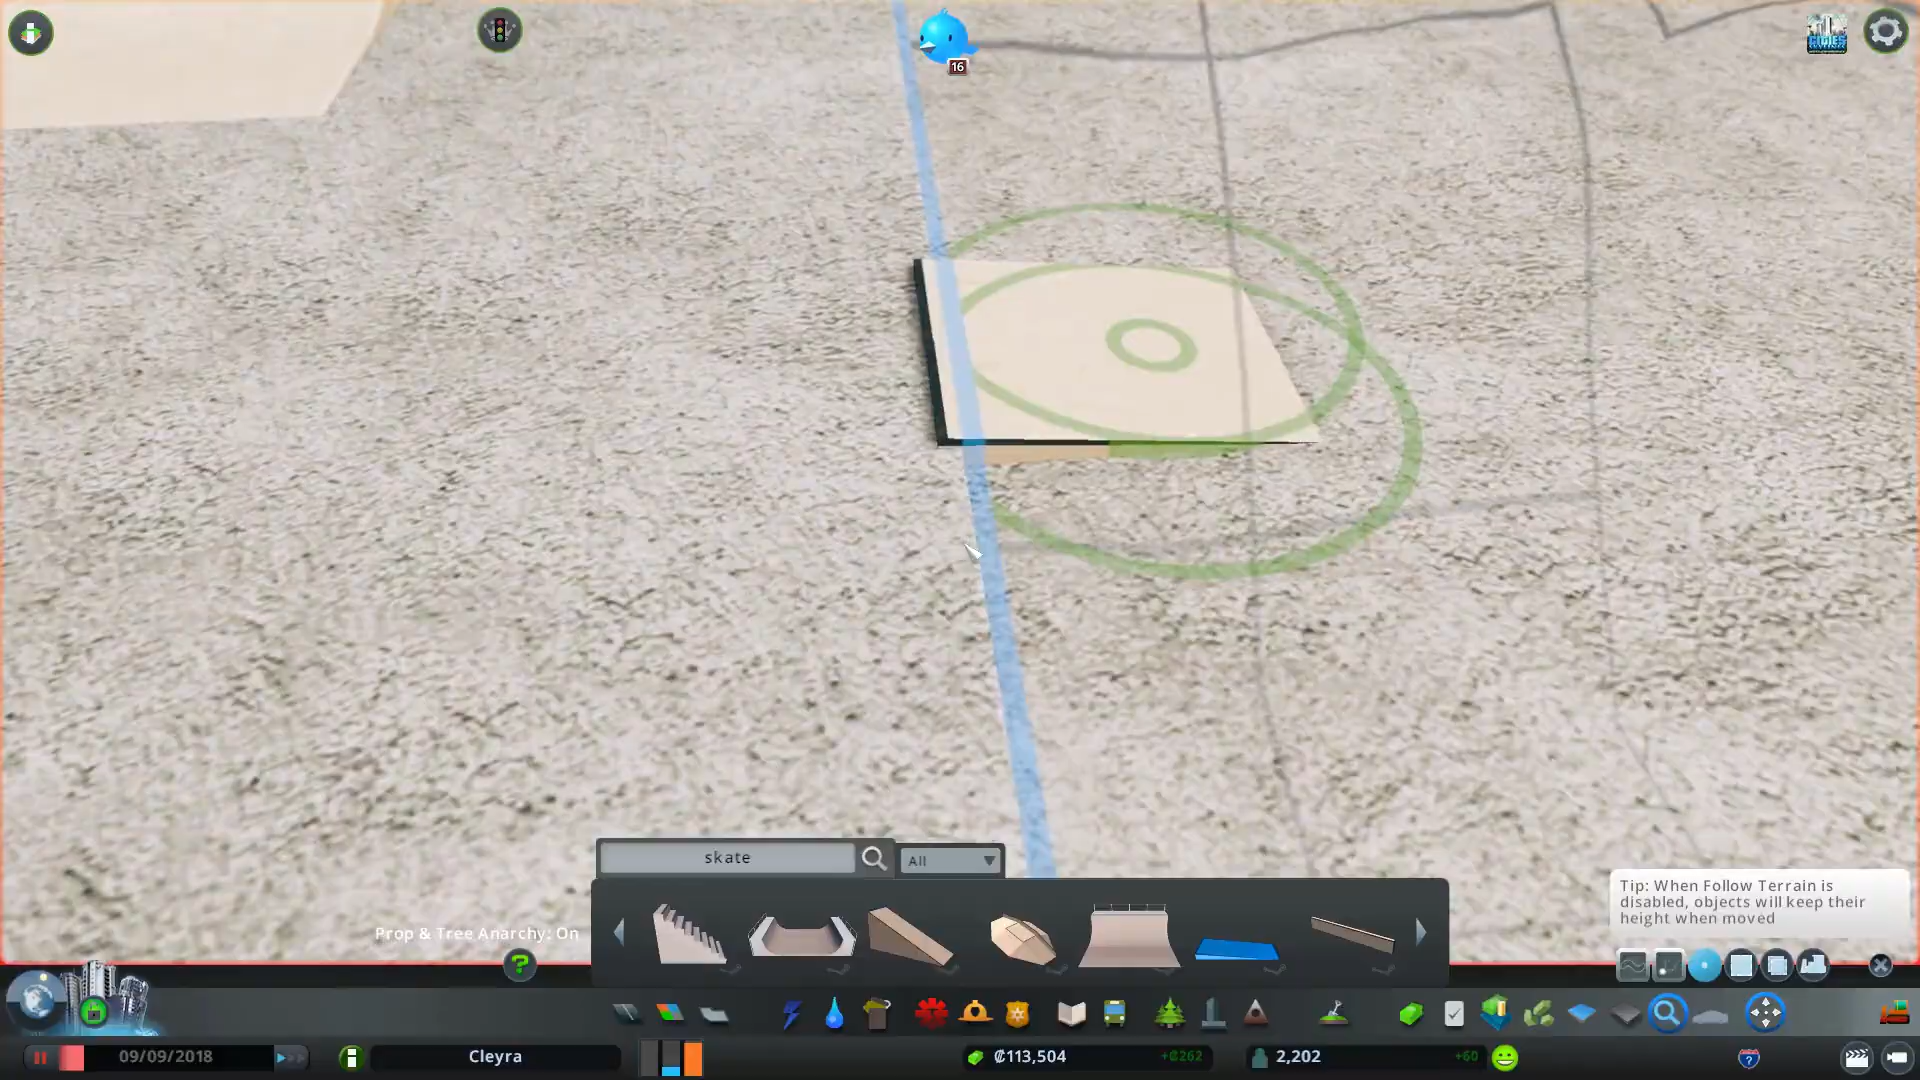 16
CITIES
skate
All
Tip: When Follow Terrain is
disabled, objects will keep their
height when moved
Prop & Tree Anarchy: On
?
09/09/2018
Cleyra
₡113,504
+₡262
2,202
+60
?